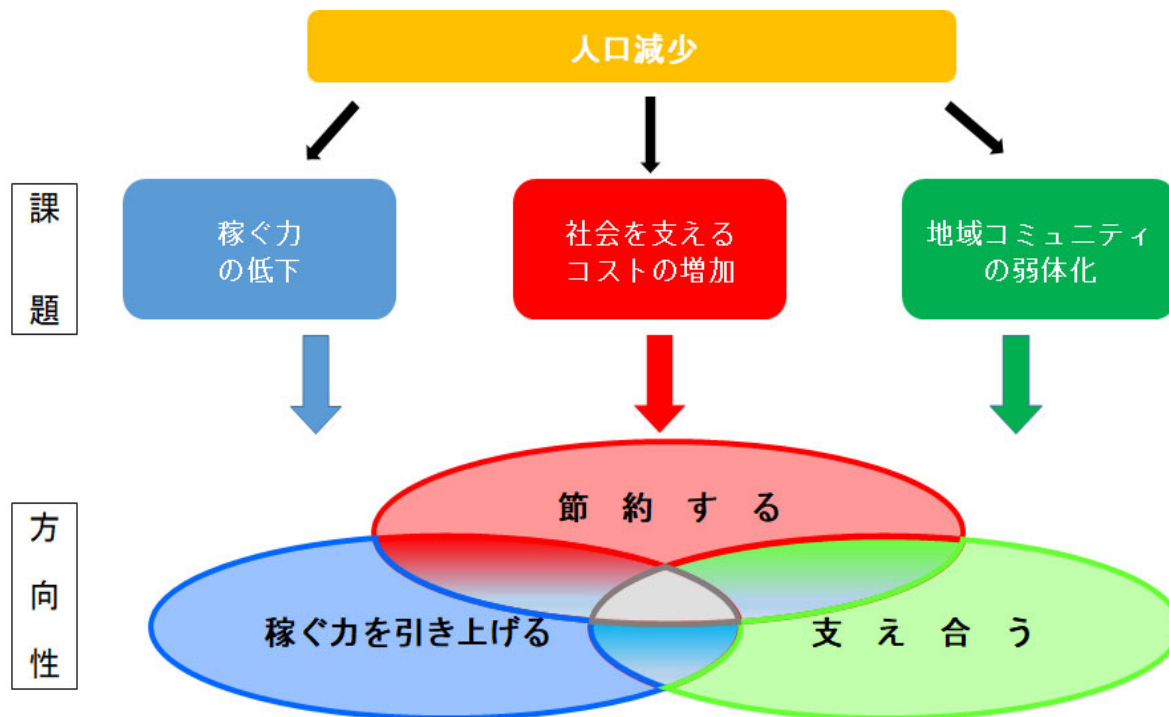 人口減少
課題
稼ぐ力
の低下
社会を支える
コストの増加
地域コミュニティ
の弱体化
方向性
節約する
稼ぐ力を引き上げる
支え合う